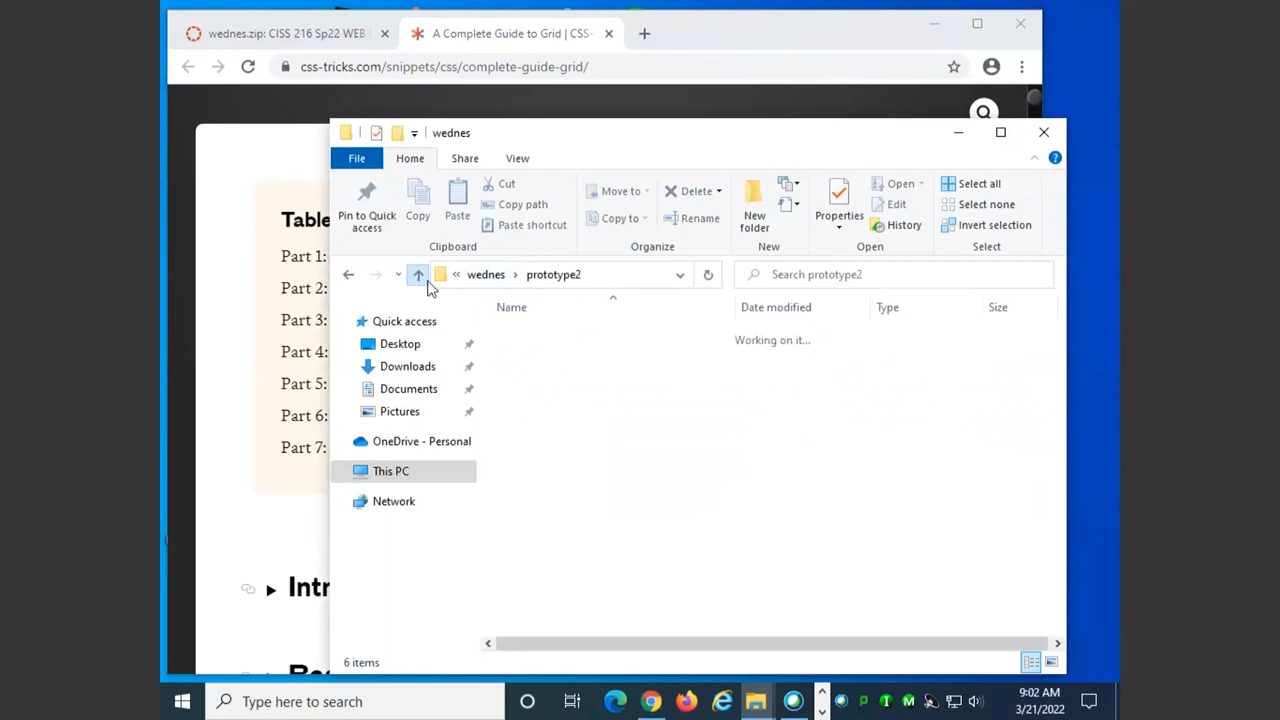 wednes.zip: CISS 216 Sp22 WEB
A Complete Guide to Grid | CSS-
css-tricks.com/snippets/css/complete-guide-grid/
wednes
File
Home
Share
View
Pin to Quick access
Copy
Paste
Cut
Copy path
Paste shortcut
Clipboard
Move to
Copy to
Delete
Rename
Organize
New folder
New
Properties
Open
Edit
History
Open
Select all
Select none
Invert selection
Select
wednes
prototype2
Search prototype2
Name
Date modified
Type
Size
Working on it...
Quick access
Desktop
Downloads
Documents
Pictures
OneDrive - Personal
This PC
Network
6 items
Table
Part 1:
Part 2:
Part 3:
Part 4:
Part 5:
Part 6:
Part 7:
Intr
Type here to search
9:02 AM
3/21/2022